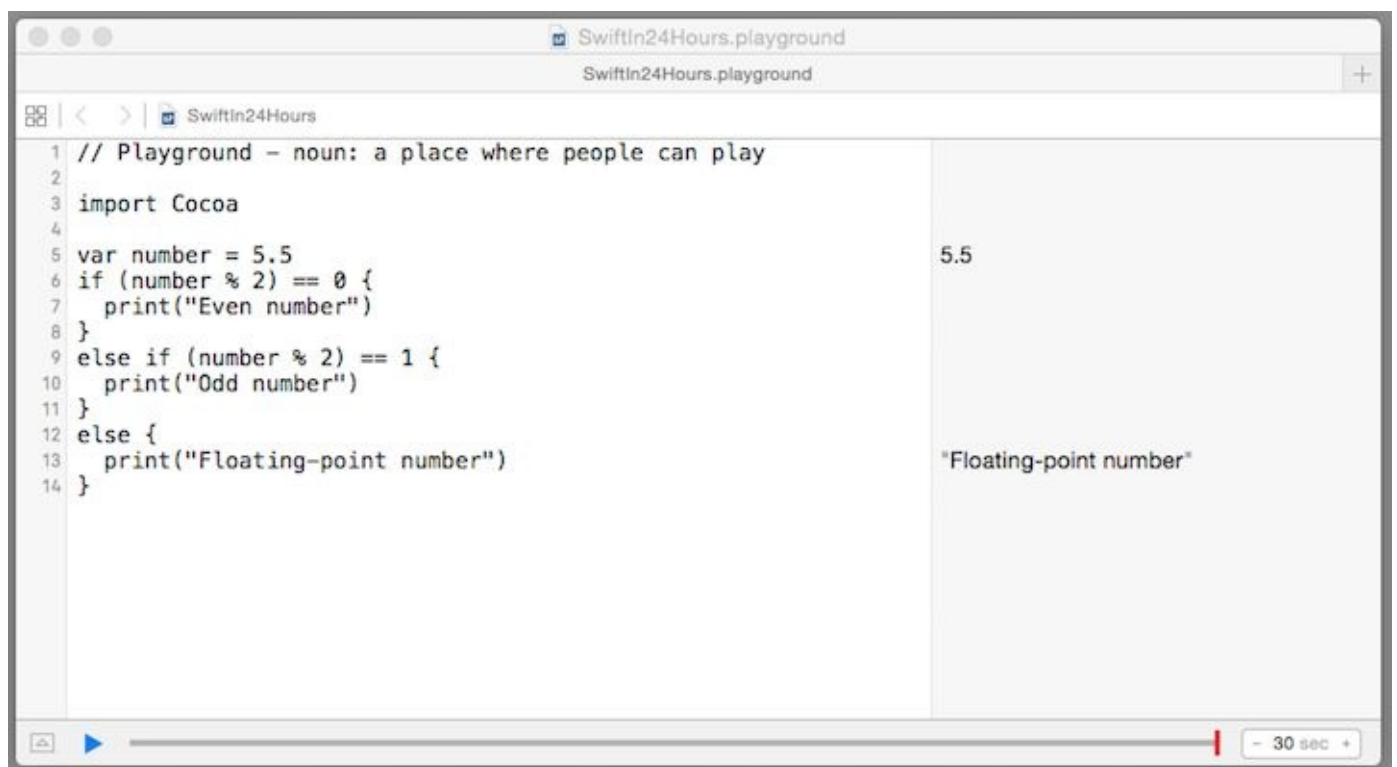 SwiftIn24Hours.playground
SwiftIn24Hours.playground +
SwiftIn24Hours
1 // Playground – noun: a place where people can play
2
3 import Cocoa
4
5 var number = 5.5 5.5
6 if (number % 2) == 0 {
7   print("Even number")
8 }
9 else if (number % 2) == 1 {
10   print("Odd number")
11 }
12 else {
13   print("Floating-point number") "Floating-point number"
14 }
- 30 sec +